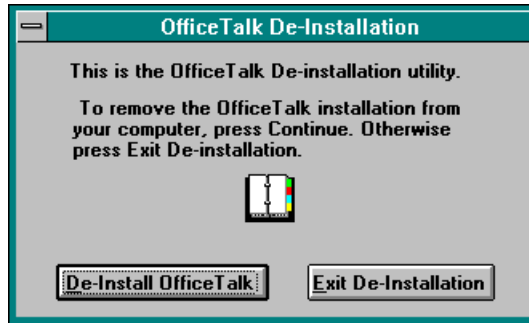 OfficeTalk De-Installation
This is the OfficeTalk De-installation utility.
To remove the OfficeTalk installation from
your computer, press Continue. Otherwise
press Exit De-installation.
De-Install OfficeTalk
Exit De-Installation